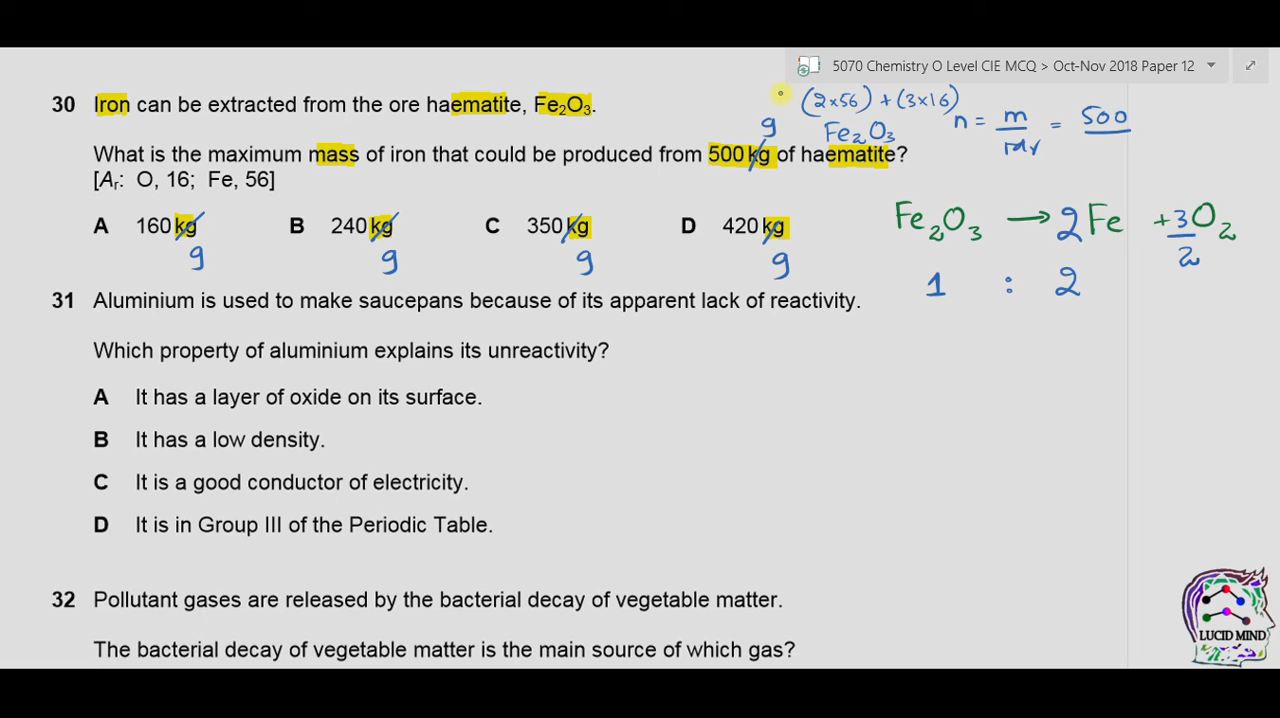 5070 Chemistry O Level CIE MCQ > Oct-Nov 2018 Paper 12
30 Iron can be extracted from the ore haematite, Fe₂O₃.
(2×56) + (3×16)
Fe₂O₃
n = m/Mr = 500
g
What is the maximum mass of iron that could be produced from 500 kg of haematite?
[Aᵣ: O, 16; Fe, 56]
A 160 kg B 240 kg C 350 kg D 420 kg
g g g g
Fe₂O₃ → 2Fe + 3/2 O₂
1 : 2
31 Aluminium is used to make saucepans because of its apparent lack of reactivity.
Which property of aluminium explains its unreactivity?
A It has a layer of oxide on its surface.
B It has a low density.
C It is a good conductor of electricity.
D It is in Group III of the Periodic Table.
32 Pollutant gases are released by the bacterial decay of vegetable matter.
The bacterial decay of vegetable matter is the main source of which gas?
LUCID MIND